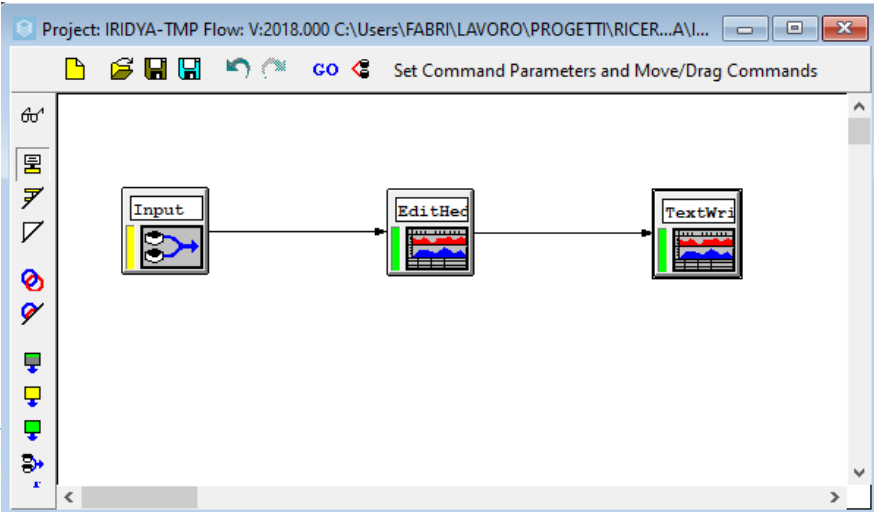 Project: IRIDYA-TMP Flow: V:2018.000 C:\Users\FABRI\LAVORO\PROGETTI\RICER...A\I...
GO Set Command Parameters and Move/Drag Commands
Input
EditHed
TextWri